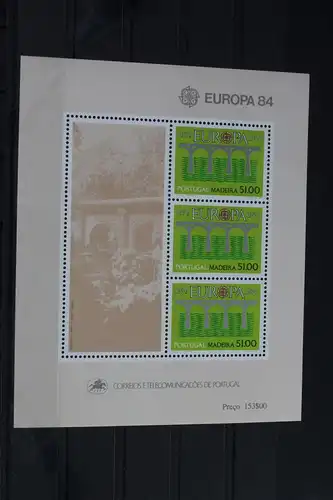 EUROPA 84
EUROPA
PORTUGAL MADEIRA 51.00
EUROPA
PORTUGAL MADEIRA 51.00
EUROPA
PORTUGAL MADEIRA 51.00
CORREIOS E TELECOMUNICAÇÕES DE PORTUGAL
Preço 153$00